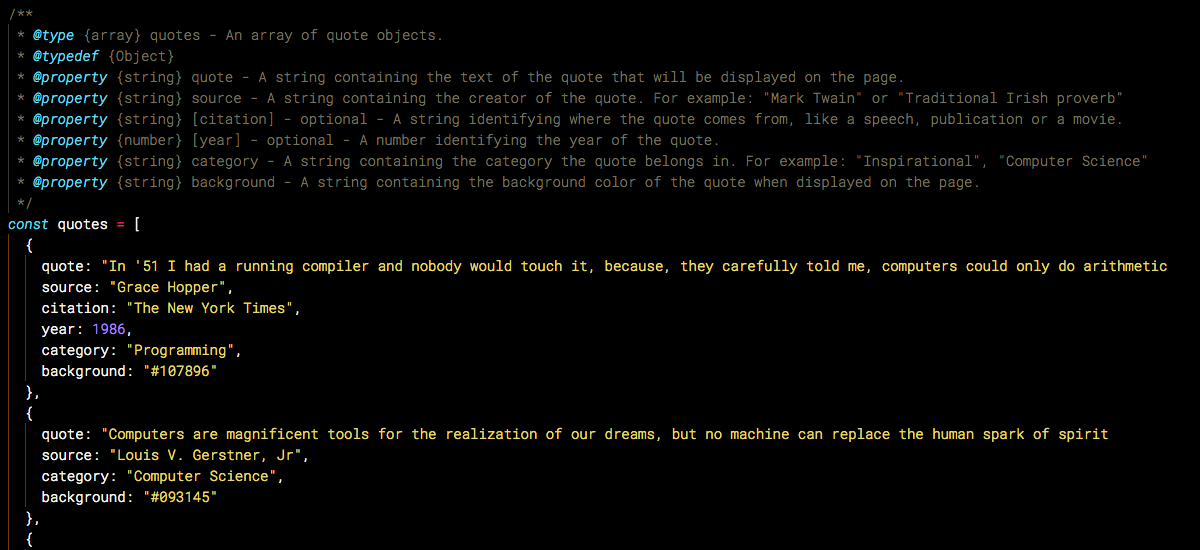 /**
 * @type {array} quotes - An array of quote objects.
 * @typedef {Object}
 * @property {string} quote - A string containing the text of the quote that will be displayed on the page.
 * @property {string} source - A string containing the creator of the quote. For example: "Mark Twain" or "Traditional Irish proverb"
 * @property {string} [citation] - optional - A string identifying where the quote comes from, like a speech, publication or a movie.
 * @property {number} [year] - optional - A number identifying the year of the quote.
 * @property {string} category - A string containing the category the quote belongs in. For example: "Inspirational", "Computer Science"
 * @property {string} background - A string containing the background color of the quote when displayed on the page.
 */
const quotes = [
  {
    quote: "In '51 I had a running compiler and nobody would touch it, because, they carefully told me, computers could only do arithmetic
    source: "Grace Hopper",
    citation: "The New York Times",
    year: 1986,
    category: "Programming",
    background: "#107896"
  },
  {
    quote: "Computers are magnificent tools for the realization of our dreams, but no machine can replace the human spark of spirit
    source: "Louis V. Gerstner, Jr",
    category: "Computer Science",
    background: "#093145"
  },
  {